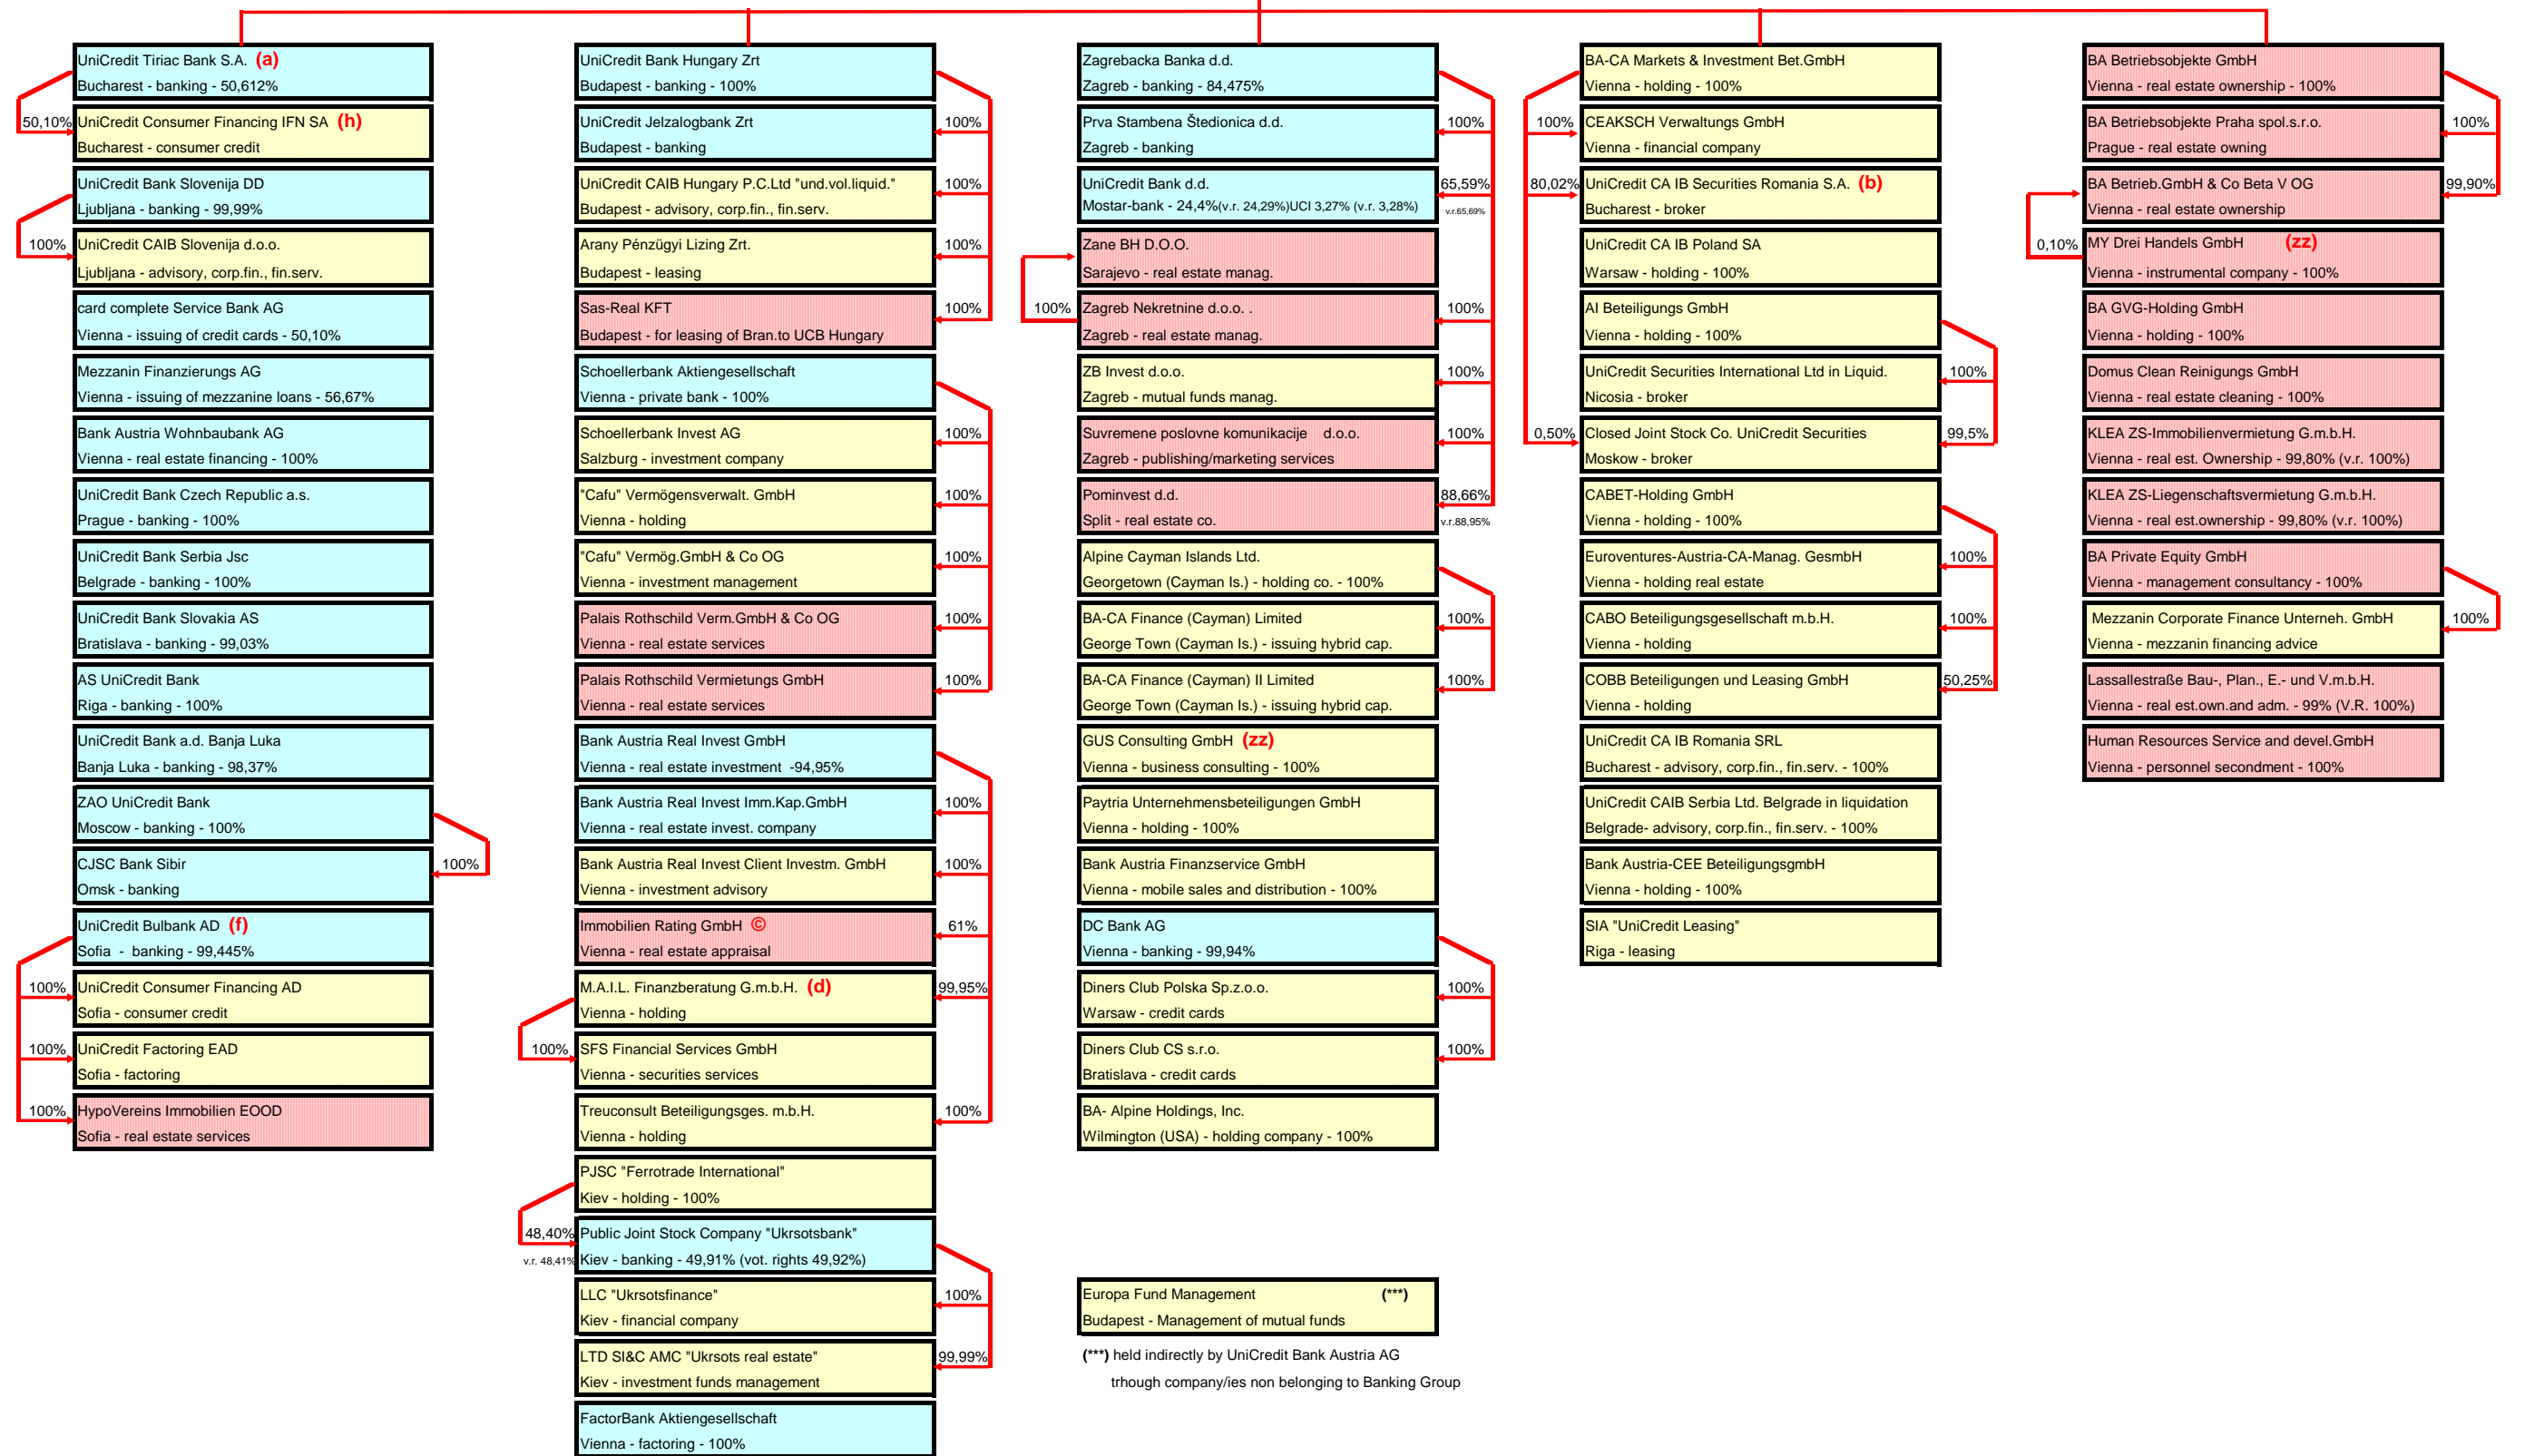 UniCredit Tiriac Bank S.A. (a)
Bucharest - banking - 50,612%
50,10%
UniCredit Consumer Financing IFN SA (h)
Bucharest - consumer credit
UniCredit Bank Slovenija DD
Ljubljana - banking - 99,99%
100%
UniCredit CAIB Slovenija d.o.o.
Ljubljana - advisory, corp.fin., fin.serv.
card complete Service Bank AG
Vienna - issuing of credit cards - 50,10%
Mezzanin Finanzierungs AG
Vienna - issuing of mezzanine loans - 56,67%
Bank Austria Wohnbaubank AG
Vienna - real estate financing - 100%
UniCredit Bank Czech Republic a.s.
Prague - banking - 100%
UniCredit Bank Serbia Jsc
Belgrade - banking - 100%
UniCredit Bank Slovakia AS
Bratislava - banking - 99,03%
AS UniCredit Bank
Riga - banking - 100%
UniCredit Bank a.d. Banja Luka
Banja Luka - banking - 98,37%
ZAO UniCredit Bank
Moscow - banking - 100%
CJSC Bank Sibir
Omsk - banking
100%
UniCredit Bulbank AD (f)
Sofia - banking - 99,445%
100%
UniCredit Consumer Financing AD
Sofia - consumer credit
100%
UniCredit Factoring EAD
Sofia - factoring
100%
HypoVereins Immobilien EOOD
Sofia - real estate services
UniCredit Bank Hungary Zrt
Budapest - banking - 100%
UniCredit Jelzalogbank Zrt
Budapest - banking
100%
UniCredit CAIB Hungary P.C.Ltd "und.vol.liquid."
Budapest - advisory, corp.fin., fin.serv.
100%
Arany Pénzügyi Lizing Zrt.
Budapest - leasing
100%
Sas-Real KFT
Budapest - for leasing of Bran.to UCB Hungary
100%
Schoellerbank Aktiengesellschaft
Vienna - private bank - 100%
Schoellerbank Invest AG
Salzburg - investment company
100%
"Cafu" Vermögensverwalt. GmbH
Vienna - holding
100%
"Cafu" Vermög.GmbH & Co OG
Vienna - investment management
100%
Palais Rothschild Verm.GmbH & Co OG
Vienna - real estate services
100%
Palais Rothschild Vermietungs GmbH
Vienna - real estate services
100%
Bank Austria Real Invest GmbH
Vienna - real estate investment -94,95%
Bank Austria Real Invest Imm.Kap.GmbH
Vienna - real estate invest. company
100%
Bank Austria Real Invest Client Investm. GmbH
Vienna - investment advisory
100%
Immobilien Rating GmbH ©
Vienna - real estate appraisal
61%
M.A.I.L. Finanzberatung G.m.b.H. (d)
Vienna - holding
99,95%
100%
SFS Financial Services GmbH
Vienna - securities services
Treuconsult Beteiligungsges. m.b.H.
Vienna - holding
100%
PJSC "Ferrotrade International"
Kiev - holding - 100%
48,40%
v.r. 48,41%
Public Joint Stock Company "Ukrsotsbank"
Kiev - banking - 49,91% (vot. rights 49,92%)
LLC "Ukrsotsfinance"
Kiev - financial company
100%
LTD SI&C AMC "Ukrsots real estate"
Kiev - investment funds management
99,99%
FactorBank Aktiengesellschaft
Vienna - factoring - 100%
Zagrebacka Banka d.d.
Zagreb - banking - 84,475%
Prva Stambena Štedionica d.d.
Zagreb - banking
100%
UniCredit Bank d.d.
Mostar-bank - 24,4%(v.r. 24,29%)UCI 3,27% (v.r. 3,28%)
65,59%
v.r.65,69%
Zane BH D.O.O.
Sarajevo - real estate manag.
100%
Zagreb Nekretnine d.o.o. .
Zagreb - real estate manag.
100%
ZB Invest d.o.o.
Zagreb - mutual funds manag.
100%
Suvremene poslovne komunikacije d.o.o.
Zagreb - publishing/marketing services
100%
Pominvest d.d.
Split - real estate co.
88,66%
v.r.88,95%
Alpine Cayman Islands Ltd.
Georgetown (Cayman Is.) - holding co. - 100%
BA-CA Finance (Cayman) Limited
George Town (Cayman Is.) - issuing hybrid cap.
100%
BA-CA Finance (Cayman) II Limited
George Town (Cayman Is.) - issuing hybrid cap.
100%
GUS Consulting GmbH (zz)
Vienna - business consulting - 100%
Paytria Unternehmensbeteiligungen GmbH
Vienna - holding - 100%
Bank Austria Finanzservice GmbH
Vienna - mobile sales and distribution - 100%
DC Bank AG
Vienna - banking - 99,94%
Diners Club Polska Sp.z.o.o.
Warsaw - credit cards
100%
Diners Club CS s.r.o.
Bratislava - credit cards
100%
BA- Alpine Holdings, Inc.
Wilmington (USA) - holding company - 100%
Europa Fund Management (***)
Budapest - Management of mutual funds
(***) held indirectly by UniCredit Bank Austria AG
trhough company/ies non belonging to Banking Group
BA-CA Markets & Investment Bet.GmbH
Vienna - holding - 100%
100%
CEAKSCH Verwaltungs GmbH
Vienna - financial company
80,02%
UniCredit CA IB Securities Romania S.A. (b)
Bucharest - broker
UniCredit CA IB Poland SA
Warsaw - holding - 100%
AI Beteiligungs GmbH
Vienna - holding - 100%
UniCredit Securities International Ltd in Liquid.
Nicosia - broker
100%
0,50%
Closed Joint Stock Co. UniCredit Securities
Moskow - broker
99,5%
CABET-Holding GmbH
Vienna - holding - 100%
Euroventures-Austria-CA-Manag. GesmbH
Vienna - holding real estate
100%
CABO Beteiligungsgesellschaft m.b.H.
Vienna - holding
100%
COBB Beteiligungen und Leasing GmbH
Vienna - holding
50,25%
UniCredit CA IB Romania SRL
Bucharest - advisory, corp.fin., fin.serv. - 100%
UniCredit CAIB Serbia Ltd. Belgrade in liquidation
Belgrade- advisory, corp.fin., fin.serv. - 100%
Bank Austria-CEE BeteiligungsgmbH
Vienna - holding - 100%
SIA "UniCredit Leasing"
Riga - leasing
BA Betriebsobjekte GmbH
Vienna - real estate ownership - 100%
BA Betriebsobjekte Praha spol.s.r.o.
Prague - real estate owning
100%
BA Betrieb.GmbH & Co Beta V OG
Vienna - real estate ownership
99,90%
0,10%
MY Drei Handels GmbH (zz)
Vienna - instrumental company - 100%
BA GVG-Holding GmbH
Vienna - holding - 100%
Domus Clean Reinigungs GmbH
Vienna - real estate cleaning - 100%
KLEA ZS-Immobilienvermietung G.m.b.H.
Vienna - real est. Ownership - 99,80% (v.r. 100%)
KLEA ZS-Liegenschaftsvermietung G.m.b.H.
Vienna - real est.ownership - 99,80% (v.r. 100%)
BA Private Equity GmbH
Vienna - management consultancy - 100%
Mezzanin Corporate Finance Unterneh. GmbH
Vienna - mezzanin financing advice
100%
Lassallestraße Bau-, Plan., E.- und V.m.b.H.
Vienna - real est.own.and adm. - 99% (V.R. 100%)
Human Resources Service and devel.GmbH
Vienna - personnel secondment - 100%